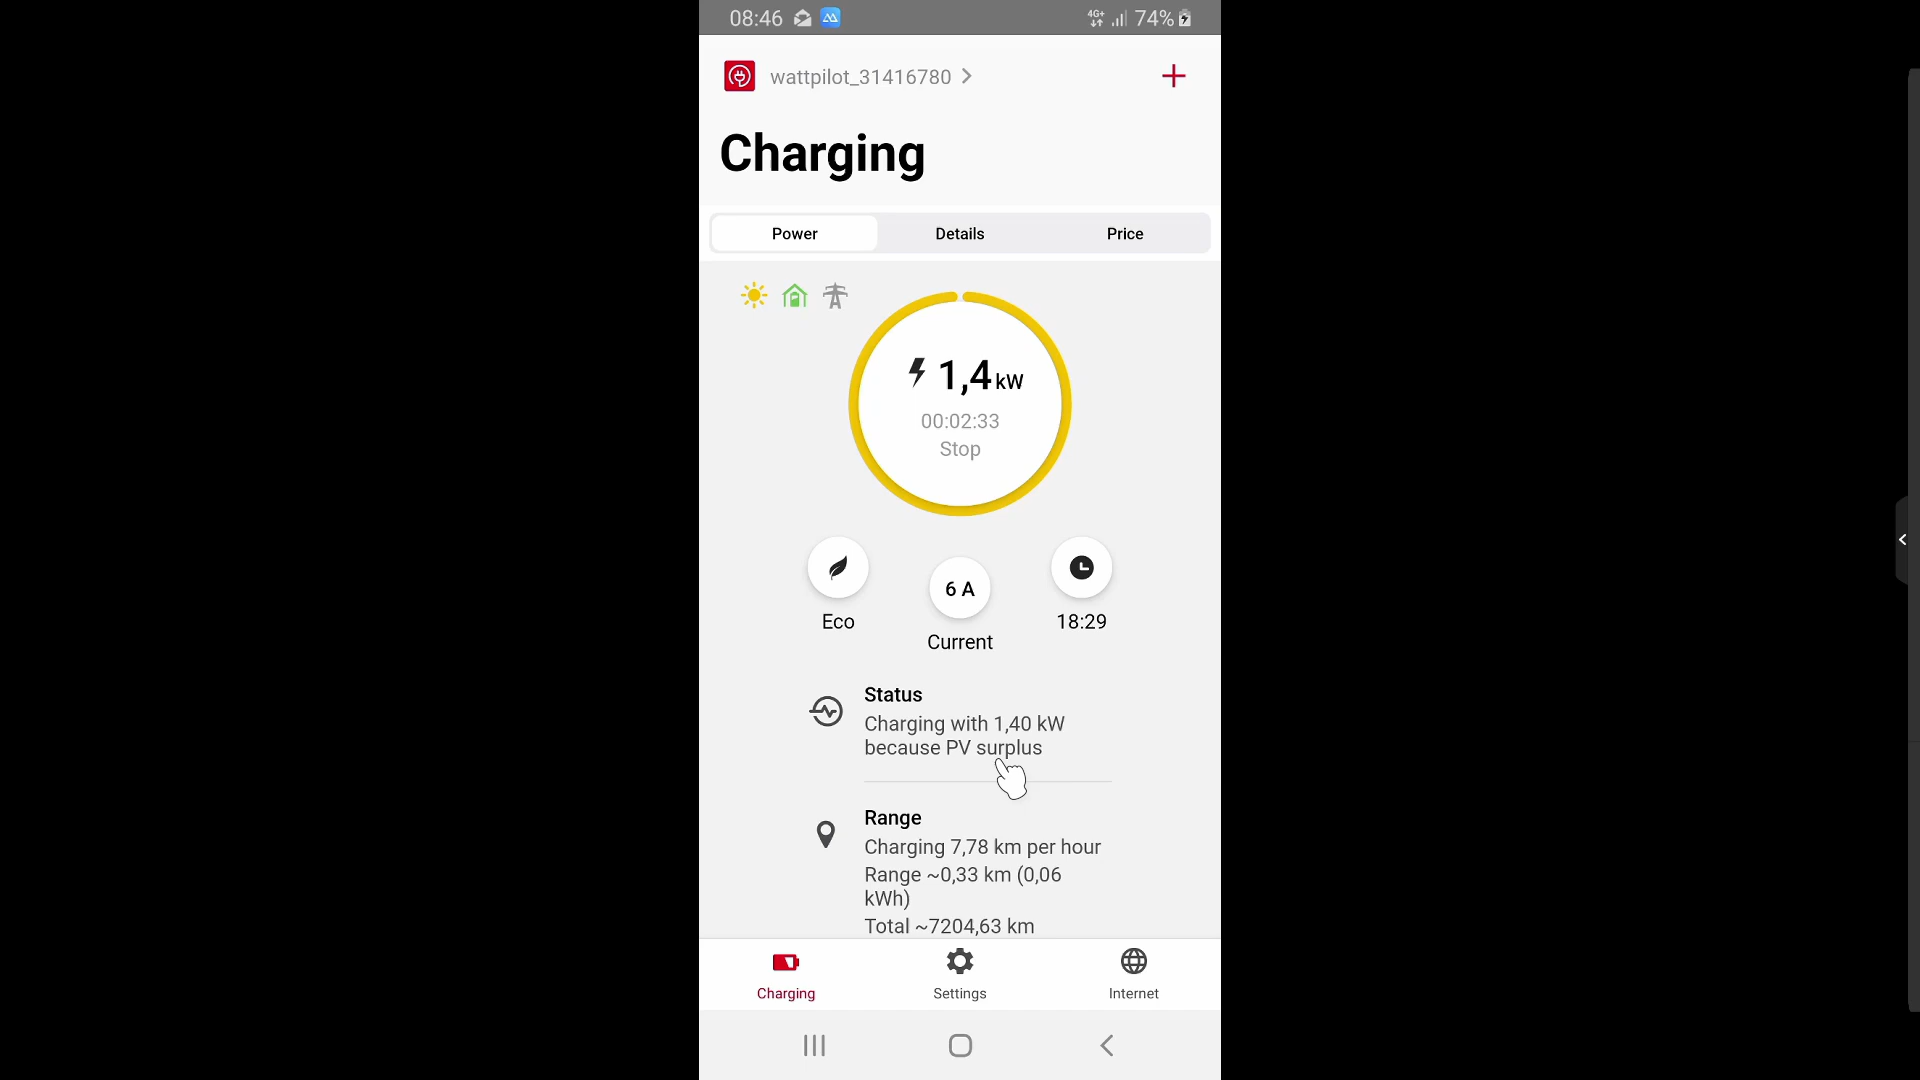 08:46 4G+ 74%
wattpilot_31416780
Charging
Power Details Price
1,4 kW
00:02:33
Stop
6 A
Eco 18:29
Current
Status
Charging with 1,40 kW
because PV surplus
Range
Charging 7,78 km per hour
Range ~0,33 km (0,06
kWh)
Total ~7204,63 km
Charging Settings Internet